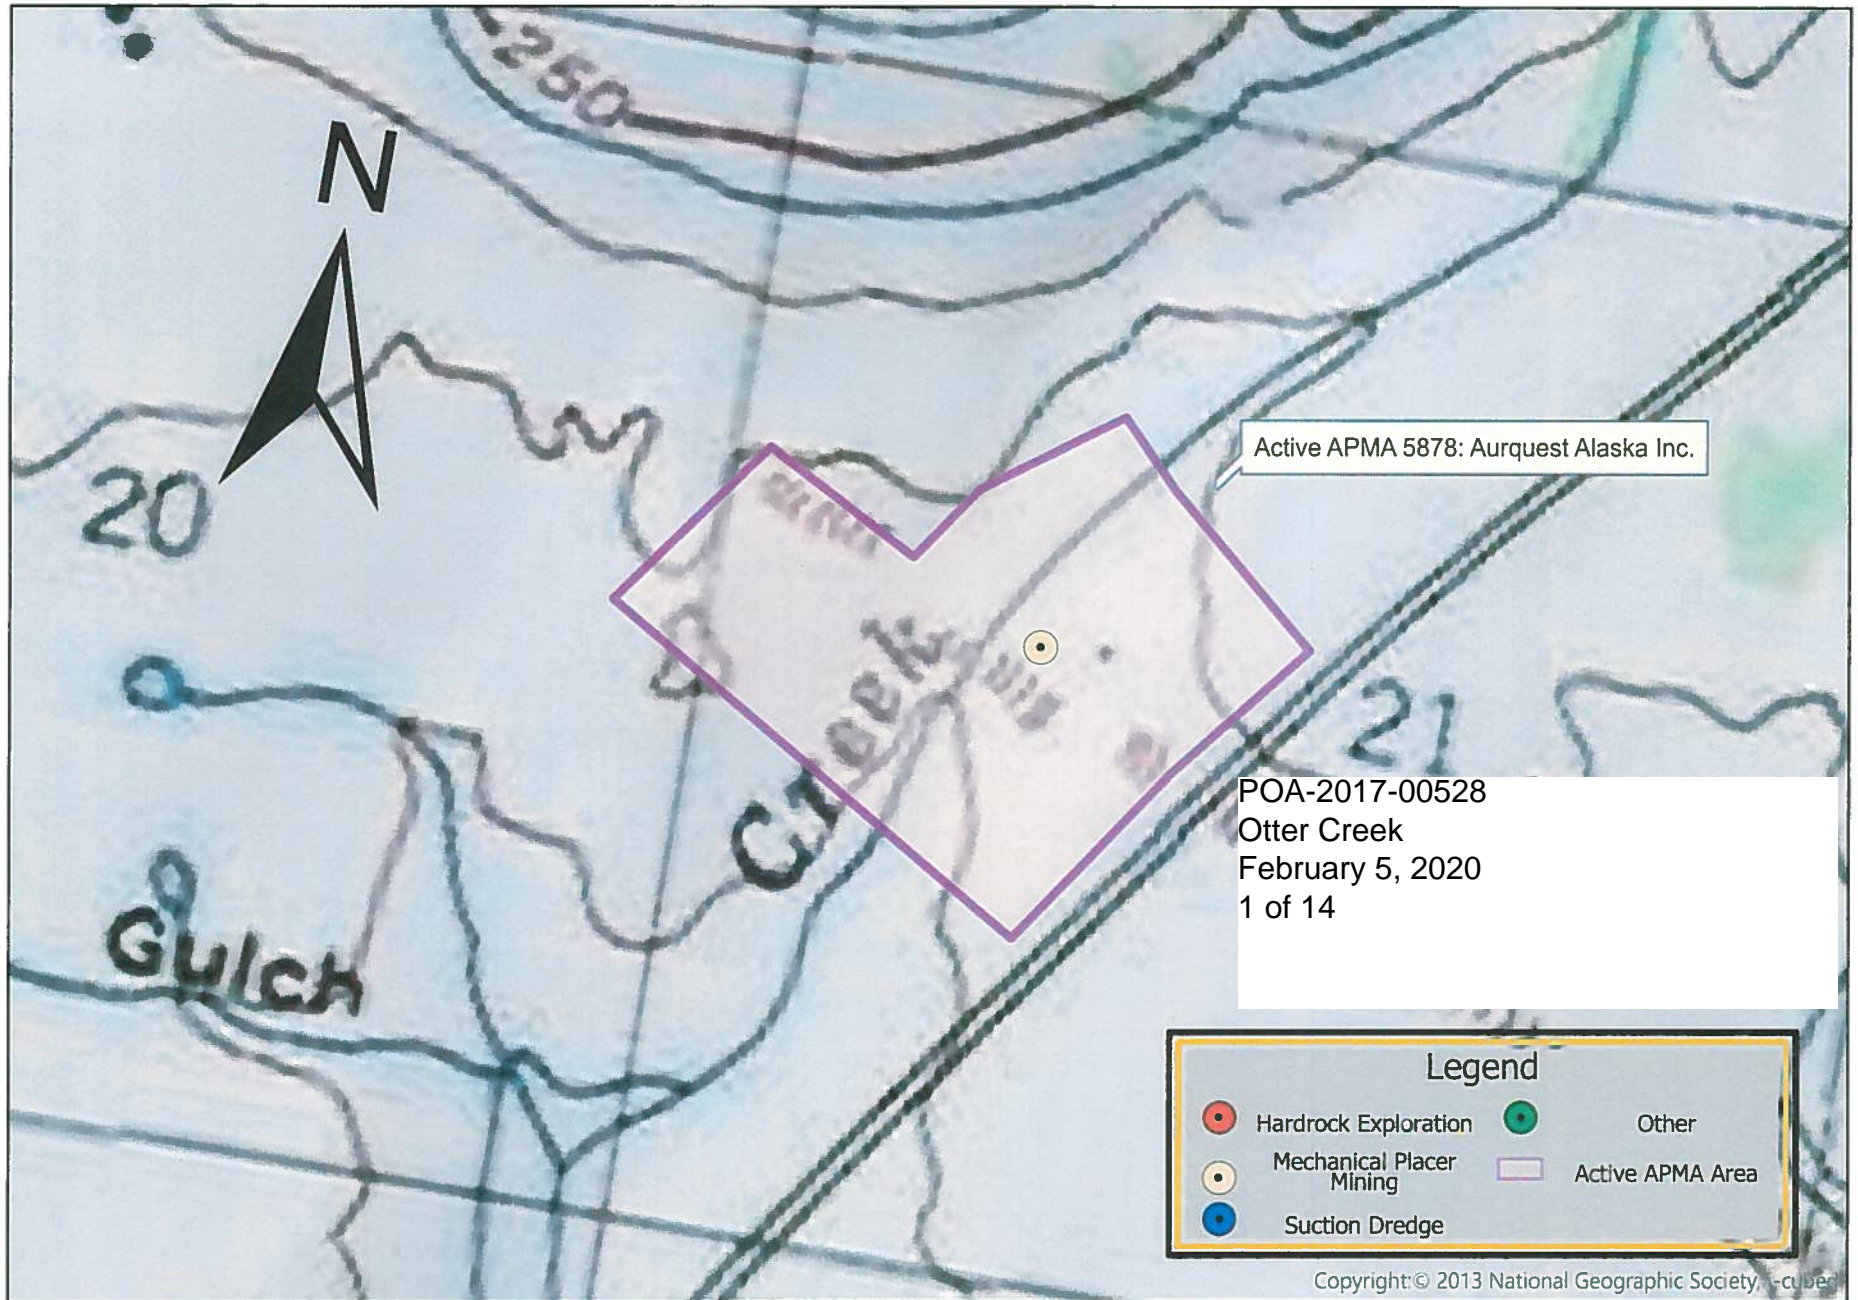 250
N
20
Active APMA 5878: Aurquest Alaska Inc.
Creek
21
POA-2017-00528
Otter Creek
February 5, 2020
1 of 14
Gulch
Legend
Hardrock Exploration
Other
Mechanical Placer
Mining
Active APMA Area
Suction Dredge
Copyright:© 2013 National Geographic Society, i-cubed